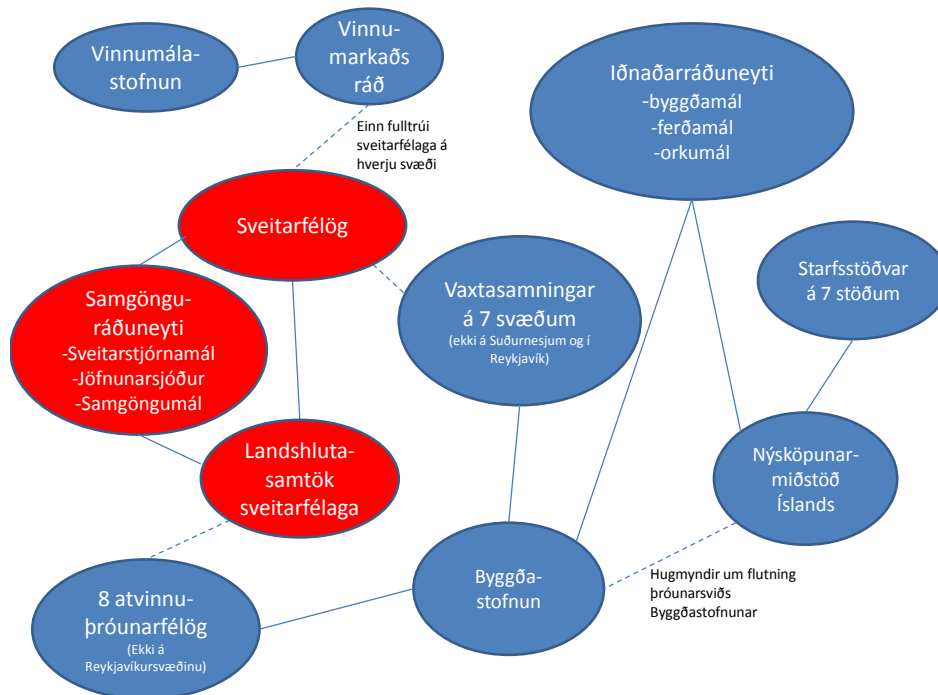 Vinnumála-
stofnun
Vinnu-
markaðs
ráð
Iðnaðarráðuneyti
-byggðamál
-ferðamál
-orkumál
Einn fulltrúi
sveitarfélaga á
hverju svæði
Sveitarfélög
Samgöngu-
ráðuneyti
-Sveitarstjórnamál
-Jöfnunarsjóður
-Samgöngumál
Vaxtasamningar
á 7 svæðum
(ekki á Suðurnesjum og í
Reykjavík)
Starfsstöðvar
á 7 stöðum
Landshluta-
samtök
sveitarfélaga
Nýsköpunar-
miðstöð
Íslands
8 atvinnu-
þróunarfélög
(Ekki á
Reykjavíkursvæðinu)
Byggða-
stofnun
Hugmyndir um flutning
þróunarsviðs
Byggðastofnunar